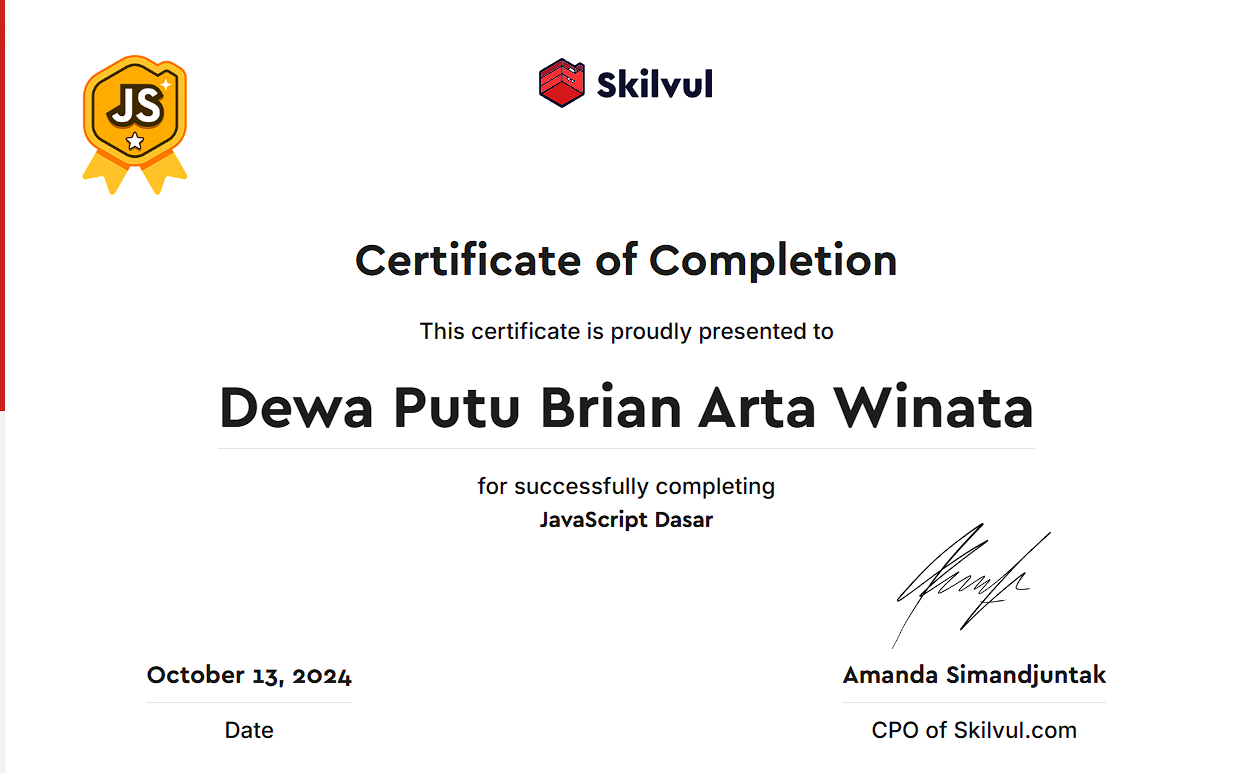 JS
Skilvul
Certificate of Completion
This certificate is proudly presented to
Dewa Putu Brian Arta Winata
for successfully completing
JavaScript Dasar
October 13, 2024
Date
Amanda Simandjuntak
CPO of Skilvul.com